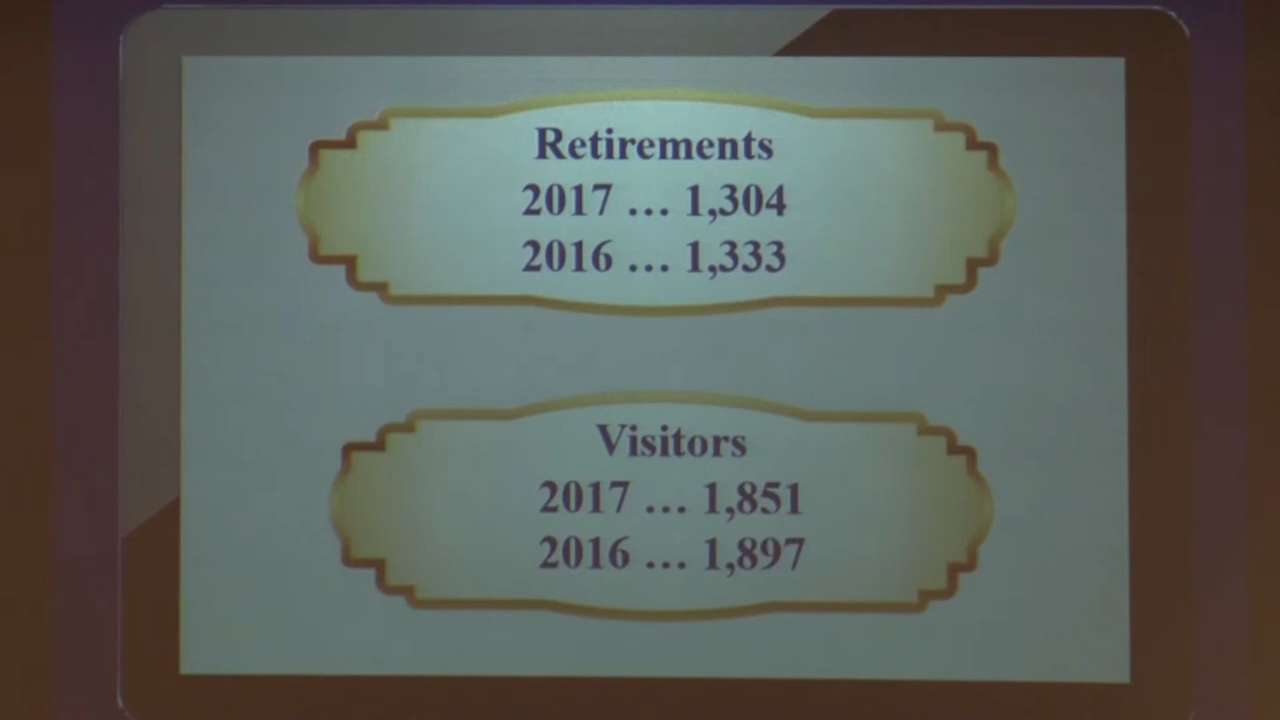 Retirements
2017 … 1,304
2016 … 1,333
Visitors
2017 … 1,851
2016 … 1,897